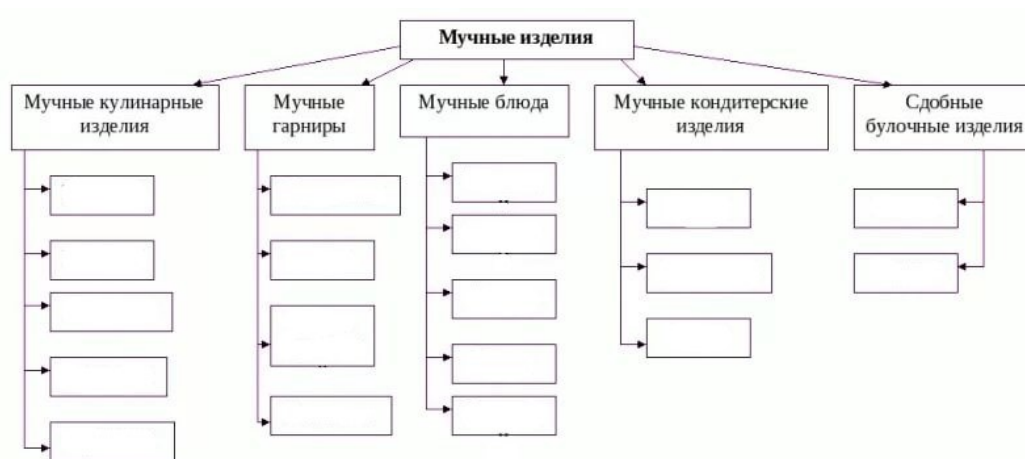 Мучные изделия
Мучные кулинарные
изделия
Мучные
гарниры
Мучные блюда
Мучные кондитерские
изделия
Сдобные
булочные изделия